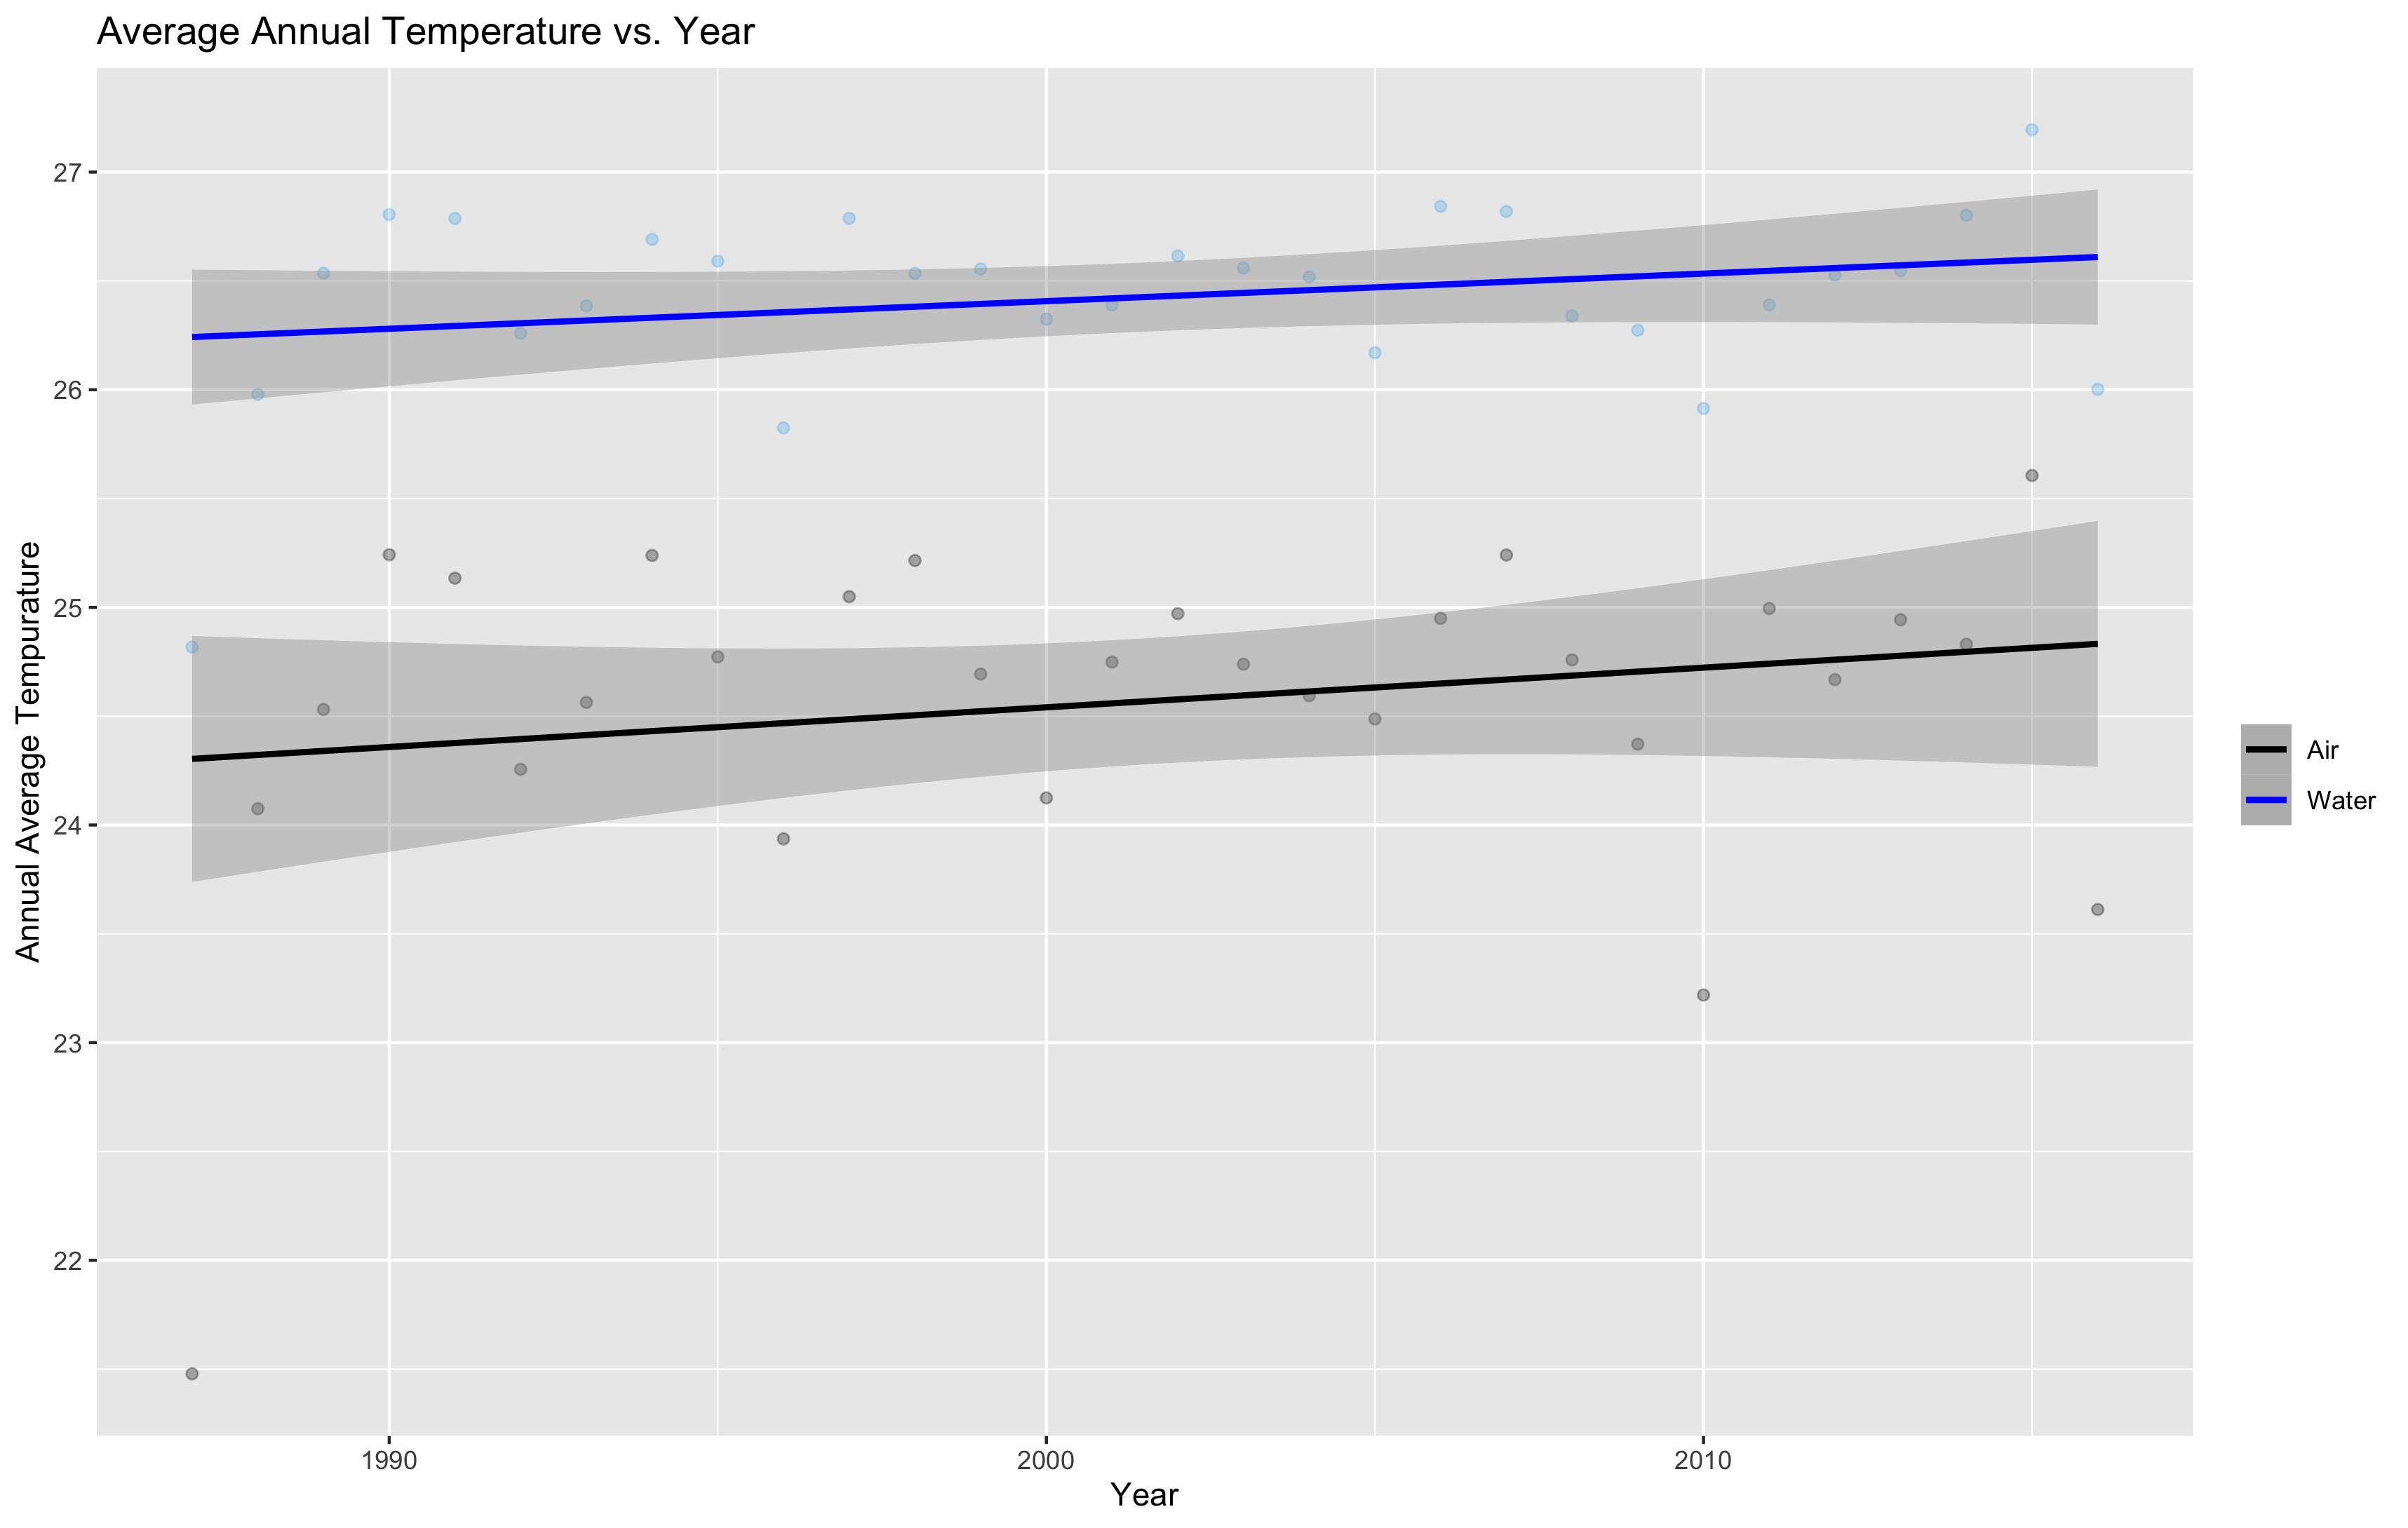 Average Annual Temperature vs. Year
27
26
25
24
23
22
Annual Average Tempurature
1990
2000
2010
Year
Air
Water